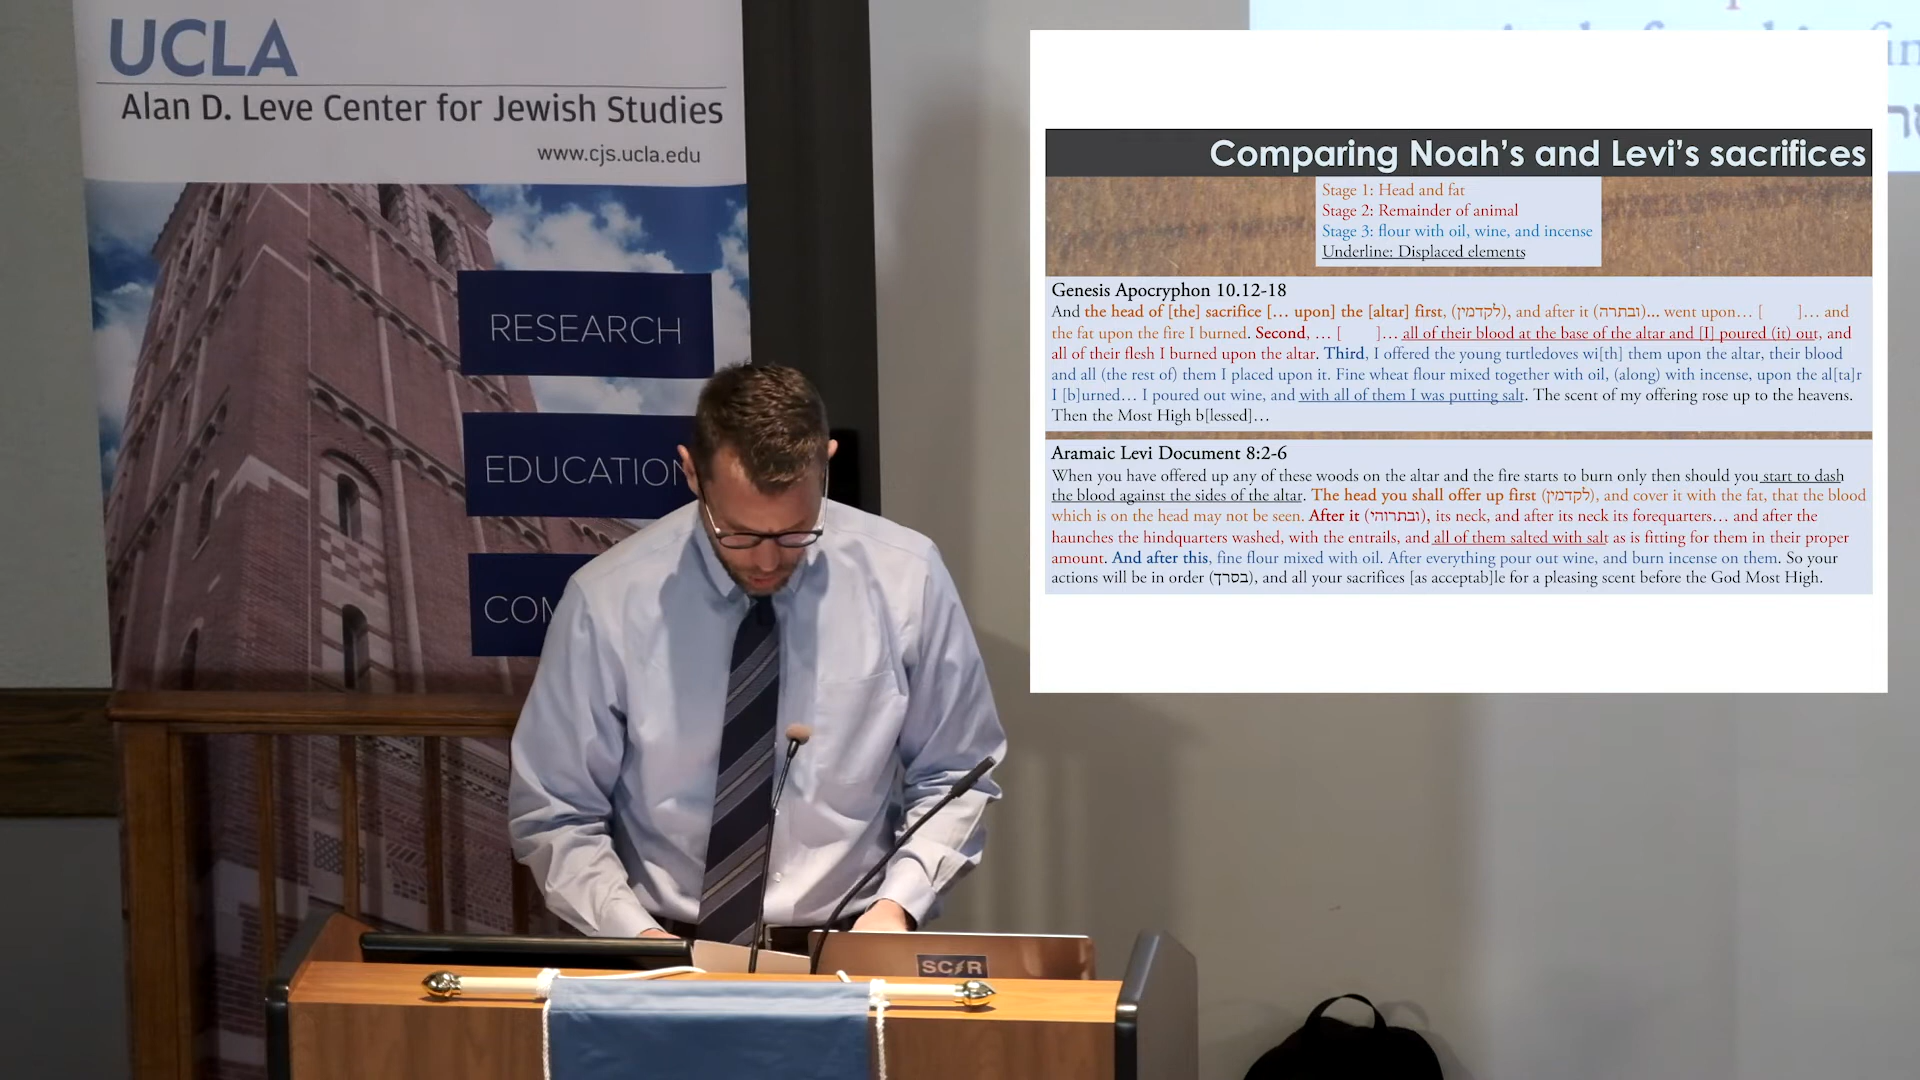 UCLA
Alan D. Leve Center for Jewish Studies
www.cjs.ucla.edu
RESEARCH
EDUCATION
SC R
Comparing Noah's and Levi's sacrifices
Stage 1: Head and fat
Stage 2: Remainder of animal
Stage 3: flour with oil, wine, and incense
Underline: Displaced elements
Genesis Apocryphon 10.12-18
And the head of [the] sacrifice [… upon] the [altar] first, (לקדמין), and after it (ובתרה)... went upon… [ ]… and
the fat upon the fire I burned. Second, … [ ]… all of their blood at the base of the altar and [I] poured (it) out, and
all of their flesh I burned upon the altar. Third, I offered the young turtledoves wi[th] them upon the altar, their blood
and all (the rest of) them I placed upon it. Fine wheat flour mixed together with oil, (along) with incense, upon the al[ta]r
I [b]urned… I poured out wine, and with all of them I was putting salt. The scent of my offering rose up to the heavens.
Then the Most High b[lessed]…
Aramaic Levi Document 8:2-6
When you have offered up any of these woods on the altar and the fire starts to burn only then should you start to dash
the blood against the sides of the altar. The head you shall offer up first (לקדמין), and cover it with the fat, that the blood
which is on the head may not be seen. After it (ובתרוהי), its neck, and after its neck its forequarters… and after the
haunches the hindquarters washed, with the entrails, and all of them salted with salt as is fitting for them in their proper
amount. And after this, fine flour mixed with oil. After everything pour out wine, and burn incense on them. So your
actions will be in order (בסרך), and all your sacrifices [as acceptab]le for a pleasing scent before the God Most High.